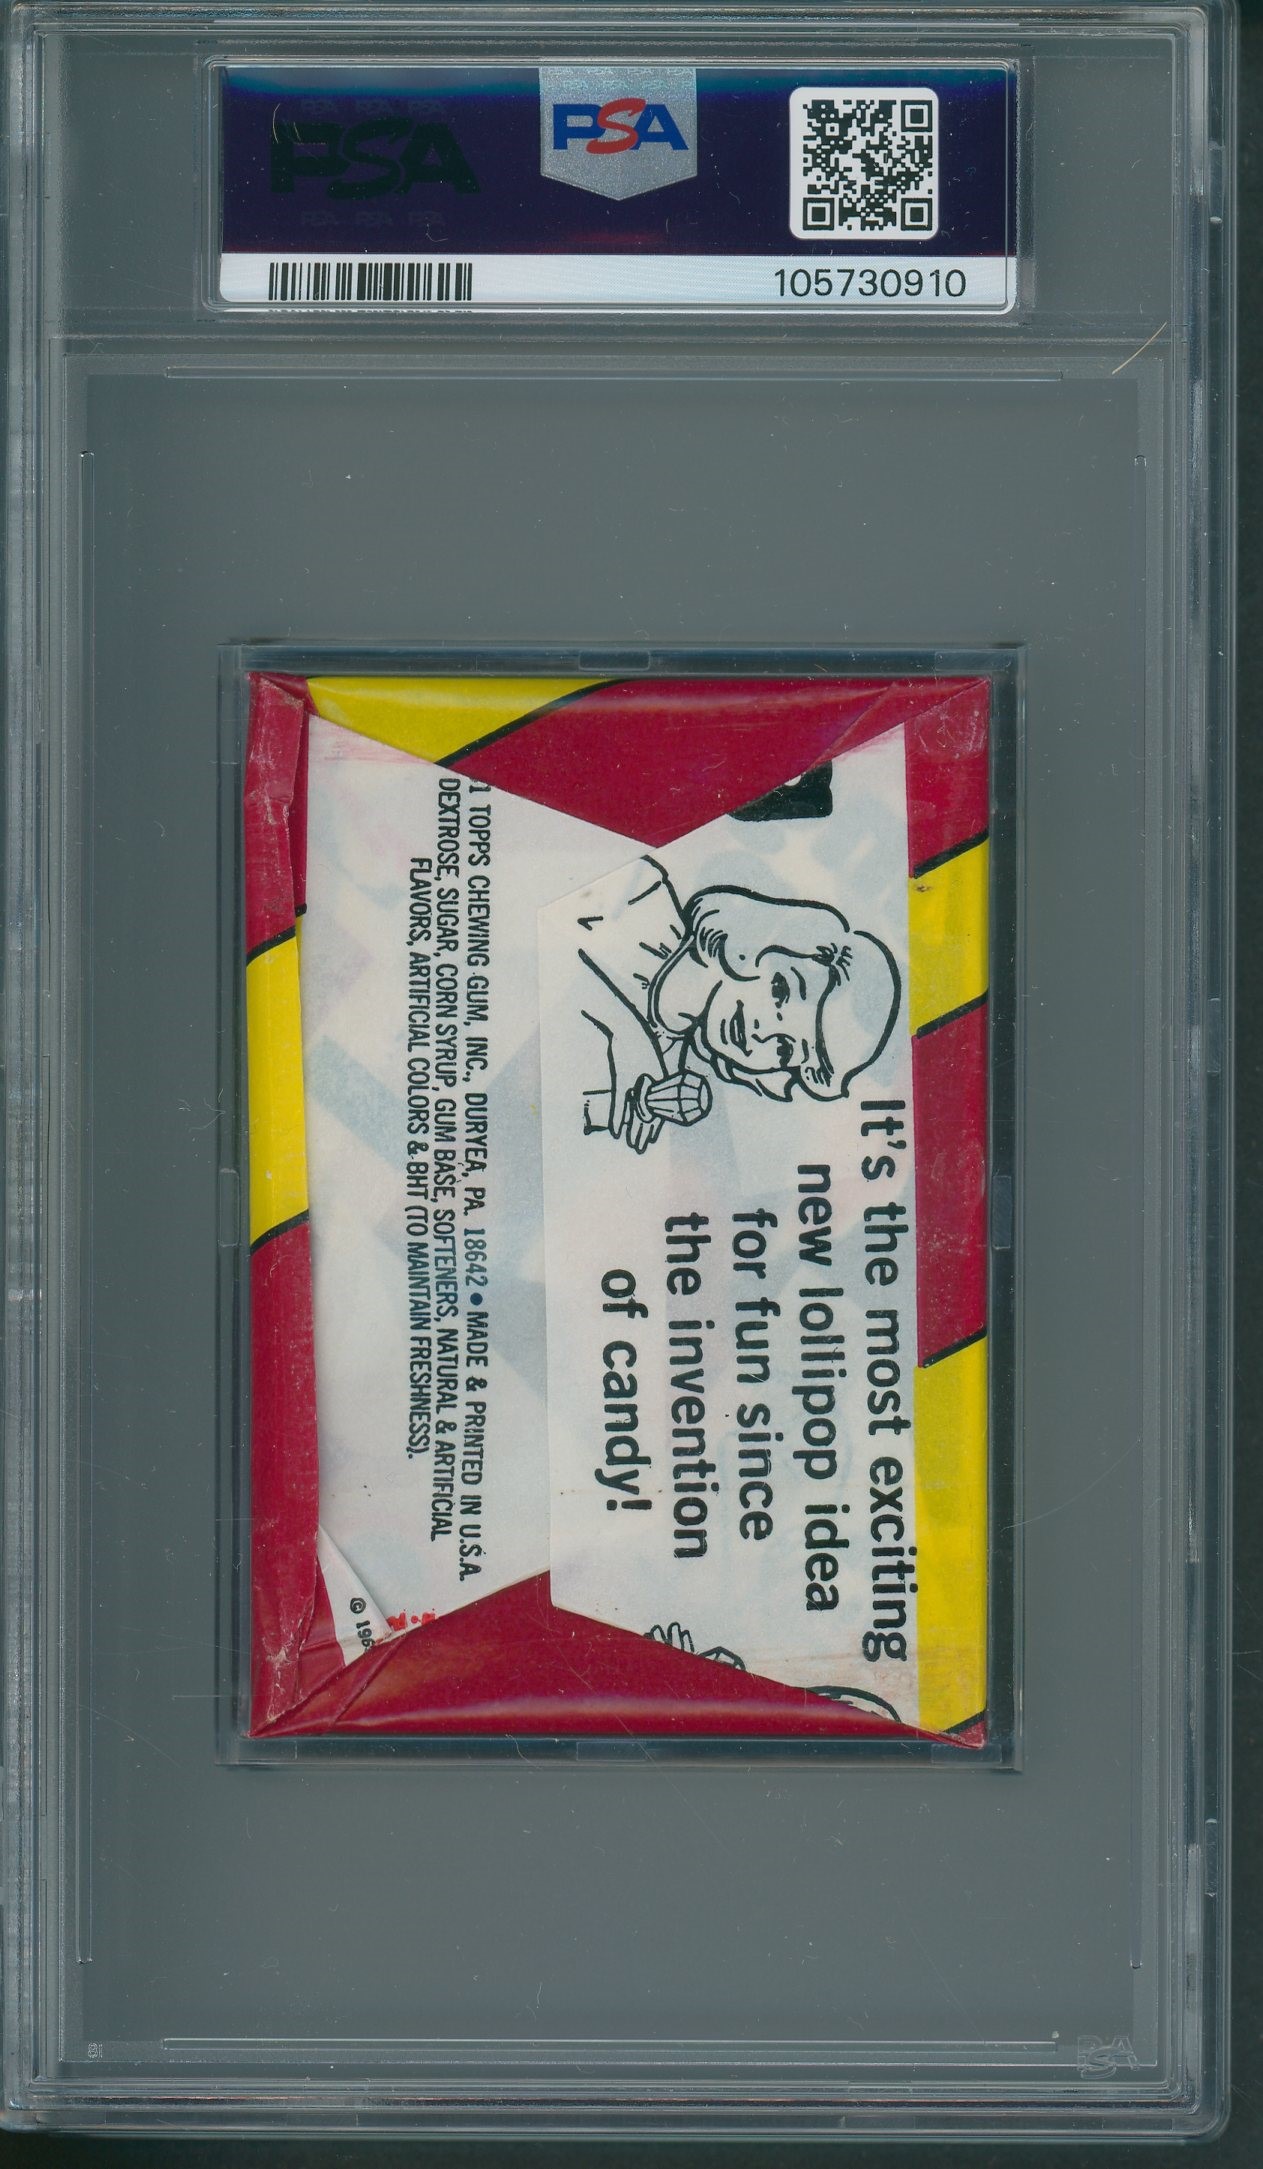 PSA
PSA
105730910
It's the most exciting
new lollipop idea
for fun since
the invention
of candy!
1 TOPPS CHEWING GUM, INC., DURYEA, PA. 18642 • MADE & PRINTED IN U.S.A.
DEXTROSE, SUGAR, CORN SYRUP, GUM BASE, SOFTENERS, NATURAL & ARTIFICIAL
FLAVORS, ARTIFICIAL COLORS & BHT (TO MAINTAIN FRESHNESS).
© 198
PSA